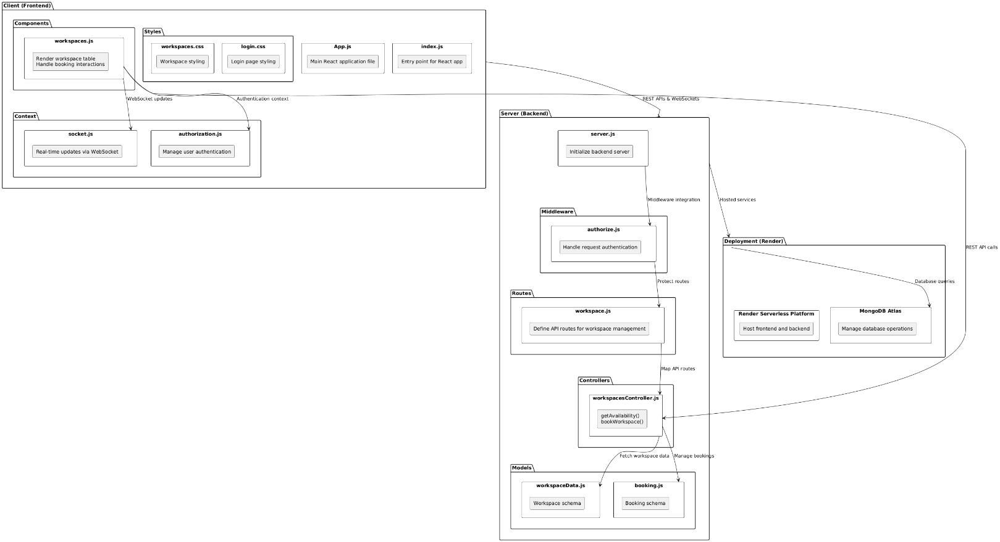 Client (Frontend)
Components
workspaces.js
Render workspace table
Handle booking interactions
Styles
workspaces.css
Workspace styling
login.css
Login page styling
App.js
Main React application file
index.js
Entry point for React app
WebSocket updates
Authentication context
REST APIs & WebSockets
Context
socket.js
Real-time updates via WebSocket
authorization.js
Manage user authentication
Server (Backend)
server.js
Initialize backend server
Middleware integration
Hosted services
Middleware
authorize.js
Handle request authentication
Deployment (Render)
REST API calls
Protect routes
Database queries
Routes
workspace.js
Define API routes for workspace management
Render Serverless Platform
Host frontend and backend
MongoDB Atlas
Manage database operations
Map API routes
Controllers
workspacesController.js
getAvailability()
bookWorkspace()
Fetch workspace data
Manage bookings
Models
workspaceData.js
Workspace schema
booking.js
Booking schema